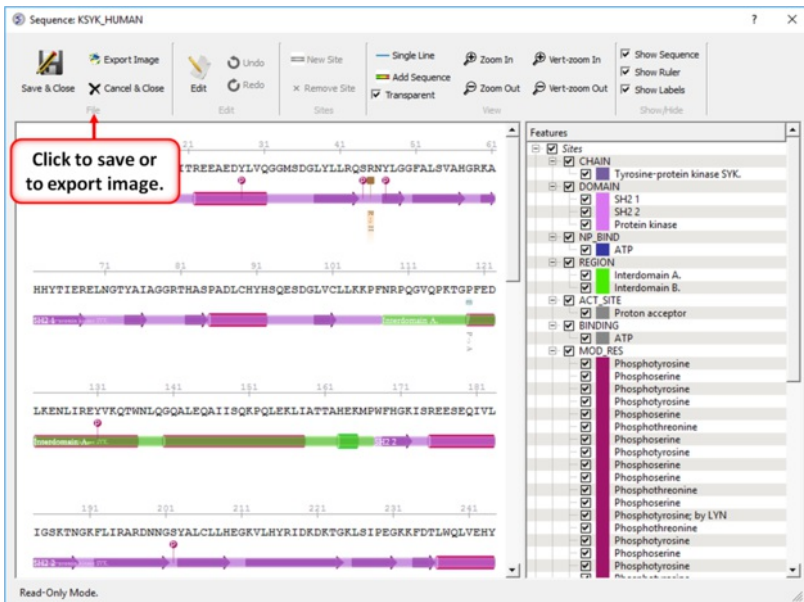 Sequence: KSYK_HUMAN
Save & Close
Export Image
Cancel & Close
File
Edit
Undo
Redo
Edit
New Site
Remove Site
Sites
Single Line
Add Sequence
Transparent
Zoom In
Zoom Out
Vert-zoom In
Vert-zoom Out
View
Show Sequence
Show Ruler
Show Labels
Show/Hide
Click to save or
to export image.
21 31 41 51 61
ITREEAEDYLVQGGMSDGLYLLRQSRNYLGGFALSVAHGRKA
71 81 91 101 111 121
HHYTIERELNGTYAIAGGRTHASPADLCHYHSQESDGLVCLLKKPFNRPQGVQPKTGPFED
Interdomain A.
131 141 151 161 171 181
LKENLIREYVKQTWNLQGQALEQAIISQKPQLEKLIATTAHEKMPWFHGKISREESEQIVL
Interdomain A.
SH2 2
191 201 211 221 231 241
IGSKTNGKFLIRARDNNGSYALCLLHEGKVLHYRIDKDKTGKLSIPEGKKFDTLWQLVEHY
SH2 2
Features
Sites
CHAIN
Tyrosine-protein kinase SYK.
DOMAIN
SH2 1
SH2 2
Protein kinase
NP_BIND
ATP
REGION
Interdomain A.
Interdomain B.
ACT_SITE
Proton acceptor
BINDING
ATP
MOD_RES
Phosphotyrosine
Phosphoserine
Phosphotyrosine
Phosphotyrosine
Phosphoserine
Phosphothreonine
Phosphoserine
Phosphotyrosine
Phosphoserine
Phosphoserine
Phosphothreonine
Phosphoserine
Phosphotyrosine; by LYN
Phosphothreonine
Phosphotyrosine
Phosphoserine
Phosphotyrosine
Read-Only Mode.